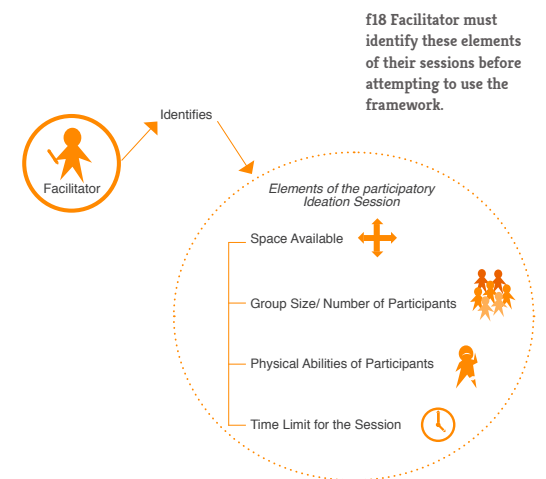 f18 Facilitator must
identify these elements
of their sessions before
attempting to use the
framework.
Identifies
Facilitator
Elements of the participatory
Ideation Session
Space Available
Group Size/ Number of Participants
Physical Abilities of Participants
Time Limit for the Session